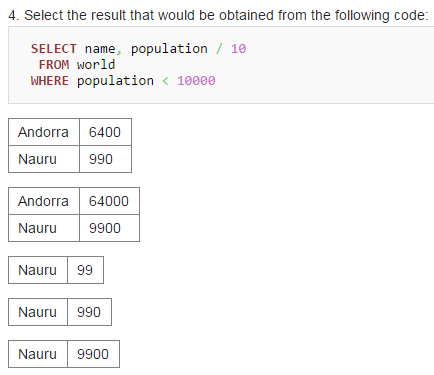 4. Select the result that would be obtained from the following code:
SELECT name, population / 10
FROM world
WHERE population < 10000
Andorra 6400
Nauru 990
Andorra 64000
Nauru 9900
Nauru 99
Nauru 990
Nauru 9900